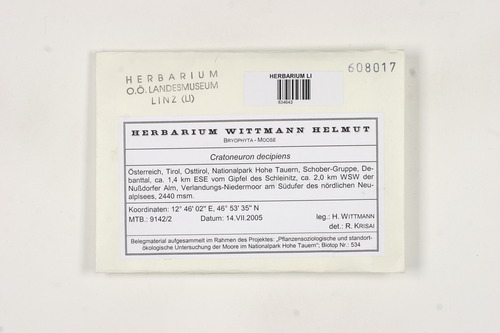 HERBARIUM
O.Ö. LANDESMUSEUM
LINZ (LI)
HERBARIUM LI
834643
608017
HERBARIUM WITTMANN HELMUT
BRYOPHYTA - MOOSE
Cratoneuron decipiens
Österreich, Tirol, Osttirol, Nationalpark Hohe Tauern, Schober-Gruppe, De-
banttal, ca. 1,4 km ESE vom Gipfel des Schleinitz, ca. 2,0 km WSW der
Nußdorfer Alm, Verlandungs-Niedermoor am Südufer des nördlichen Neu-
alplsees, 2440 msm.
Koordinaten: 12° 46' 02" E, 46° 53' 35" N
MTB.: 9142/2 Datum: 14.VII.2005 leg.: H. WITTMANN
det.: R. KRISAI
Belegmaterial aufgesammelt im Rahmen des Projektes: „Pflanzensoziologische und standort-
ökologische Untersuchung der Moore im Nationalpark Hohe Tauern"; Biotop Nr.: 534